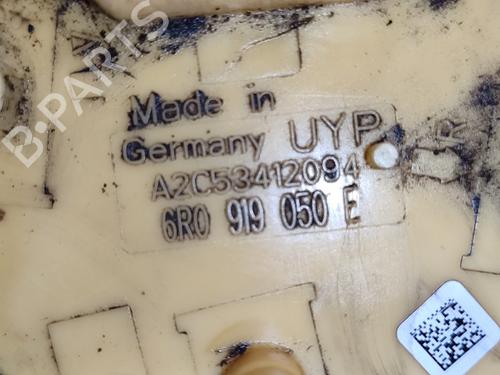 B-PARTS
Made in
Germany UYP
A2C53412094
6R0 919 050 E